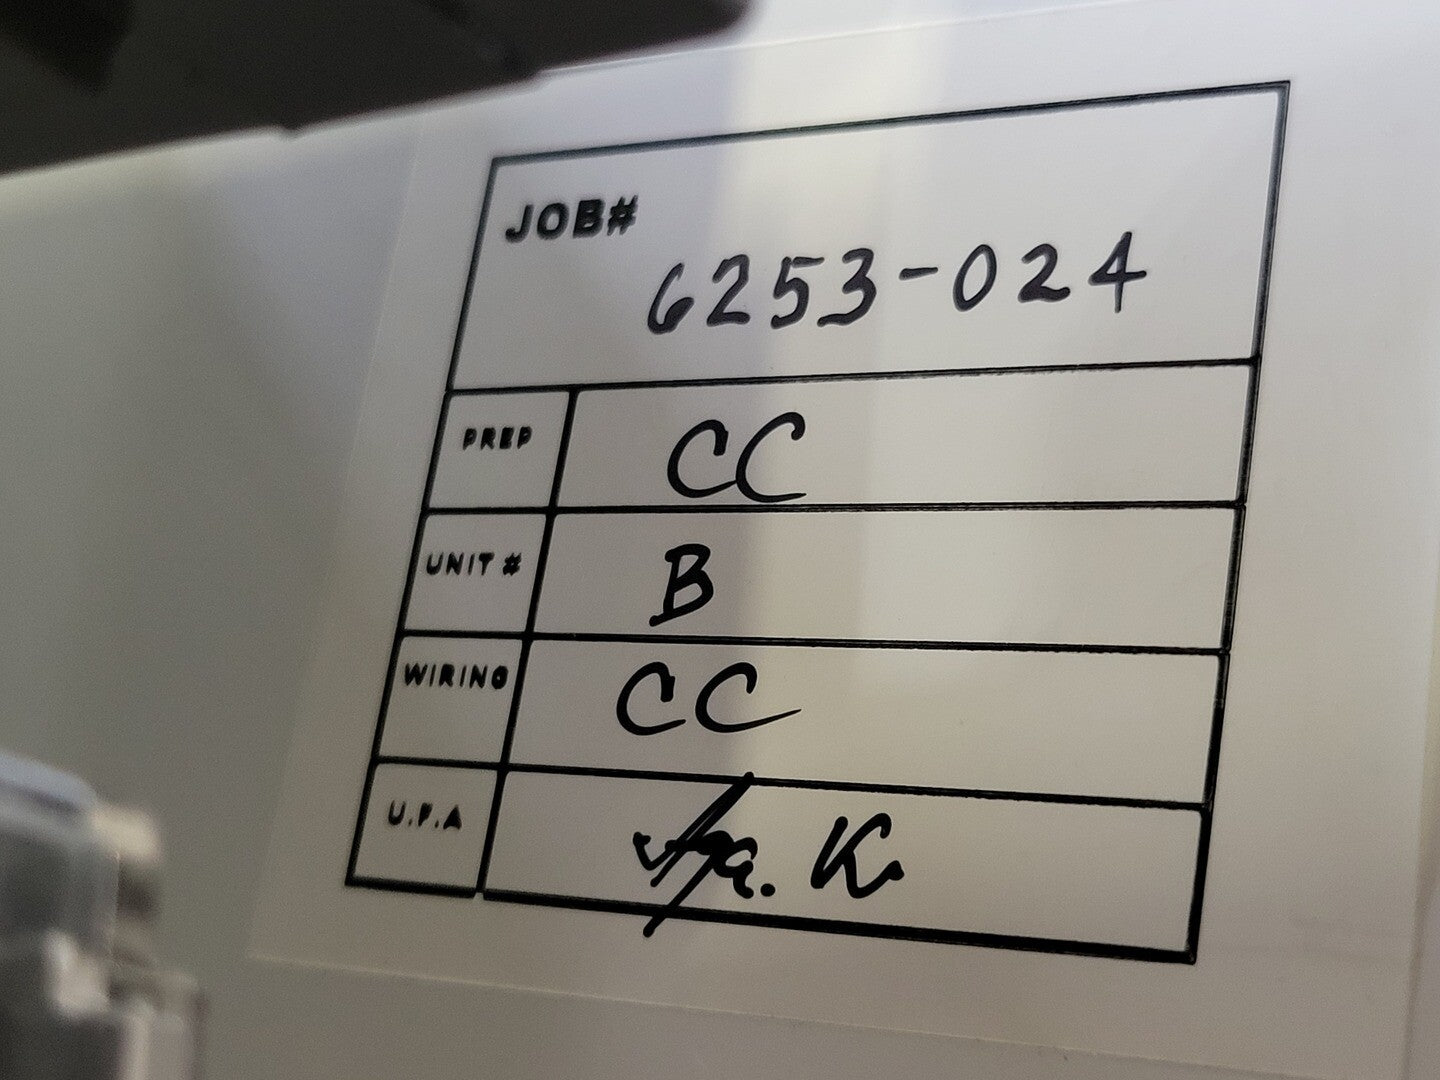 JOB#
6253-024
PREP CC
UNIT # B
WIRING CC
U.F.A K.